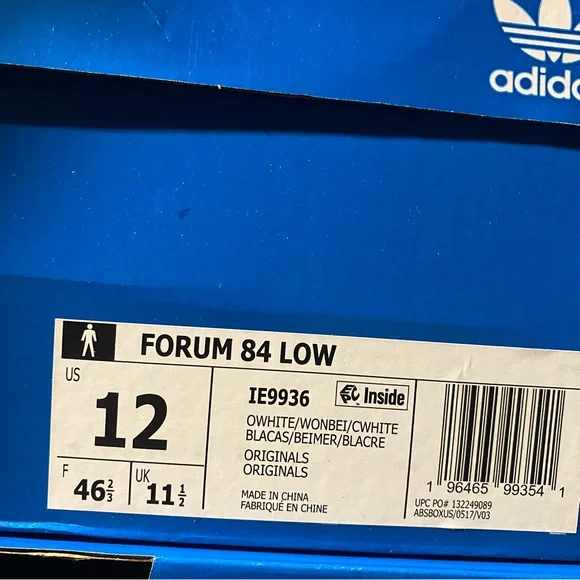 adidas
FORUM 84 LOW
US
12
F
46 2/3
UK
11 1/2
IE9936
Inside
OWHITE/WONBEI/CWHITE
BLACAS/BEIMER/BLACRE
ORIGINALS
ORIGINALS
MADE IN CHINA
FABRIQUÉ EN CHINE
1 96465 99354 1
UPC PO# 132249089
ABSBOXUS/0517/V03